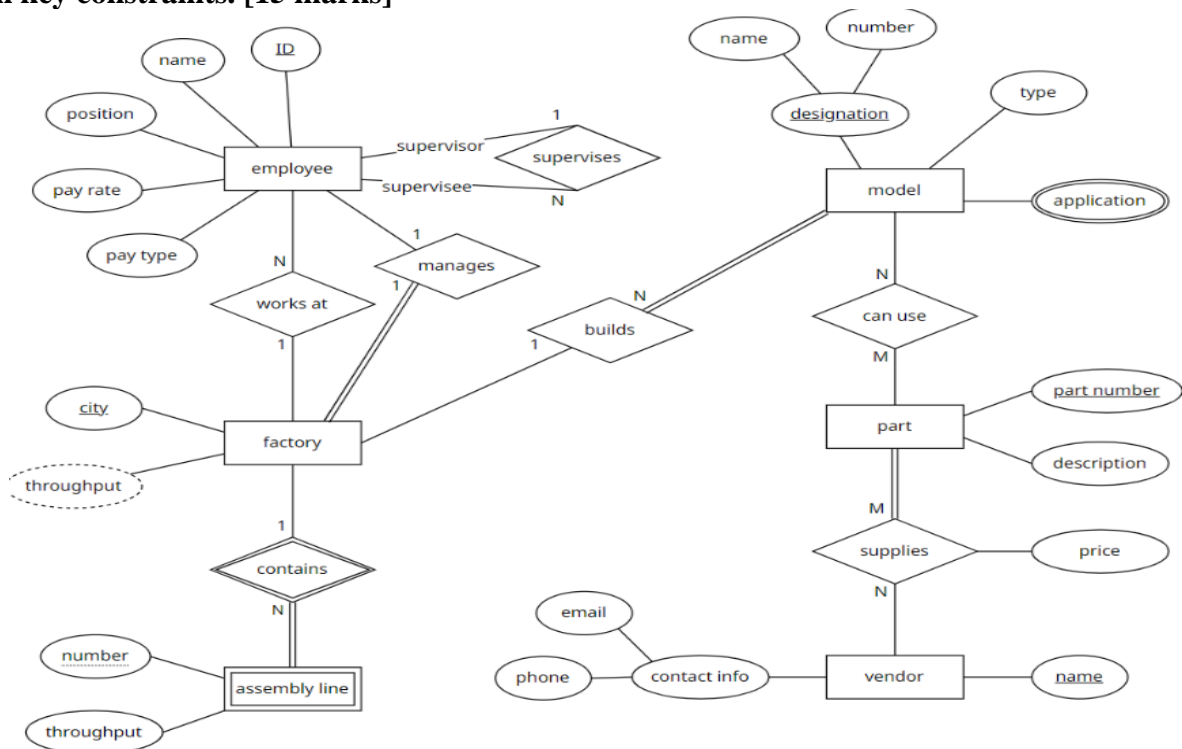 n key constraints. [15 marks]
ID
name
position
pay rate
pay type
employee
supervisor
supervisee
1
supervises
N
name
number
designation
type
model
application
N
works at
1
1
manages
1
N
builds
1
N
can use
M
city
throughput
factory
part number
part
description
1
contains
N
M
supplies
N
price
number
assembly line
throughput
email
phone
contact info
vendor
name